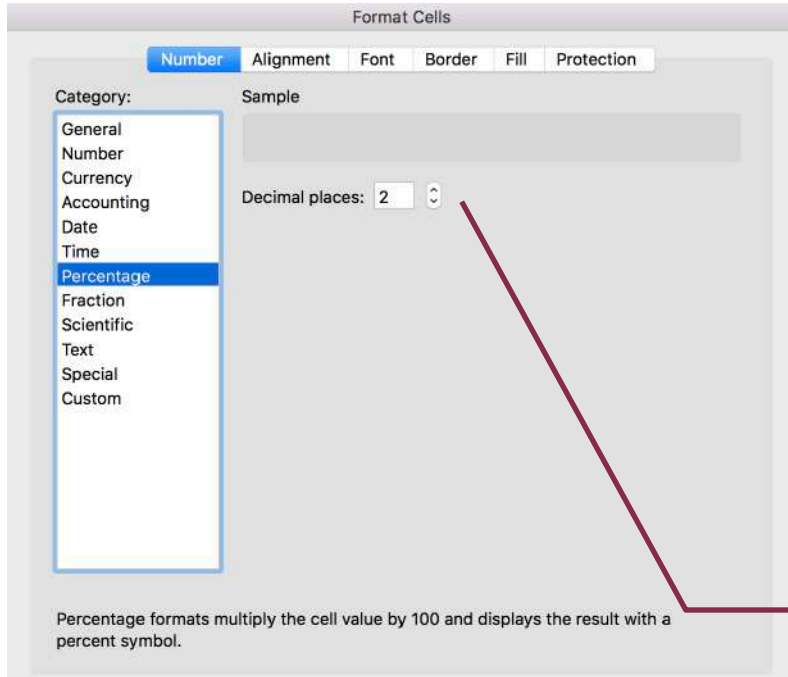 Format Cells
Number Alignment Font Border Fill Protection
Category:
General
Number
Currency
Accounting
Date
Time
Percentage
Fraction
Scientific
Text
Special
Custom
Sample
Decimal places: 2
Percentage formats multiply the cell value by 100 and displays the result with a
percent symbol.